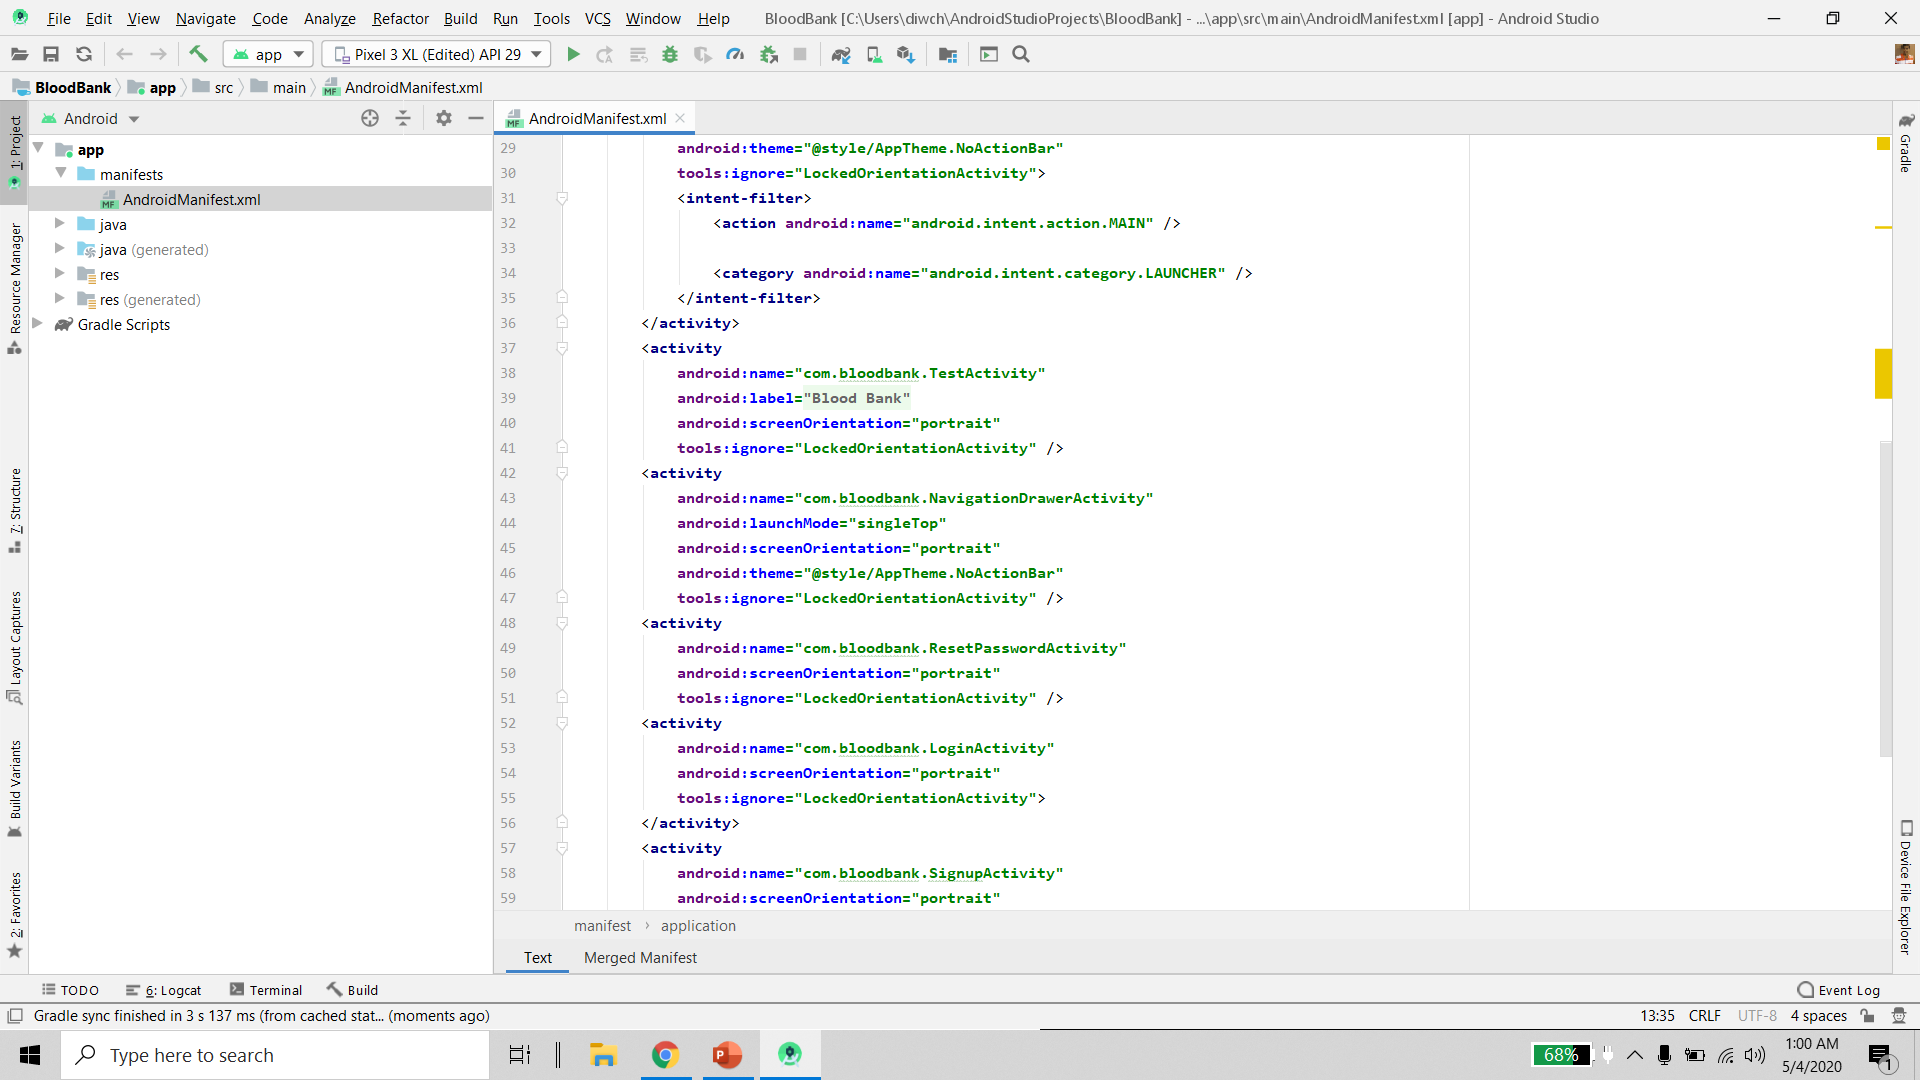 File Edit View Navigate Code Analyze Refactor Build Run Tools VCS Window Help BloodBank [C:\Users\diwch\AndroidStudioProjects\BloodBank] - ...\app\src\main\AndroidManifest.xml [app] - Android Studio
app Pixel 3 XL (Edited) API 29
BloodBank app src main AndroidManifest.xml
Android
AndroidManifest.xml
1: Project
Resource Manager
7: Structure
Layout Captures
Build Variants
2: Favorites
app
manifests
AndroidManifest.xml
java
java (generated)
res
res (generated)
Gradle Scripts
29 android:theme="@style/AppTheme.NoActionBar"
30 tools:ignore="LockedOrientationActivity">
31 <intent-filter>
32 <action android:name="android.intent.action.MAIN" />
33
34 <category android:name="android.intent.category.LAUNCHER" />
35 </intent-filter>
36 </activity>
37 <activity
38 android:name="com.bloodbank.TestActivity"
39 android:label="Blood Bank"
40 android:screenOrientation="portrait"
41 tools:ignore="LockedOrientationActivity" />
42 <activity
43 android:name="com.bloodbank.NavigationDrawerActivity"
44 android:launchMode="singleTop"
45 android:screenOrientation="portrait"
46 android:theme="@style/AppTheme.NoActionBar"
47 tools:ignore="LockedOrientationActivity" />
48 <activity
49 android:name="com.bloodbank.ResetPasswordActivity"
50 android:screenOrientation="portrait"
51 tools:ignore="LockedOrientationActivity" />
52 <activity
53 android:name="com.bloodbank.LoginActivity"
54 android:screenOrientation="portrait"
55 tools:ignore="LockedOrientationActivity">
56 </activity>
57 <activity
58 android:name="com.bloodbank.SignupActivity"
59 android:screenOrientation="portrait"
manifest › application
Text Merged Manifest
Gradle
Device File Explorer
TODO 6: Logcat Terminal Build Event Log
Gradle sync finished in 3 s 137 ms (from cached stat... (moments ago) 13:35 CRLF UTF-8 4 spaces
Type here to search
68%
1:00 AM
5/4/2020
1